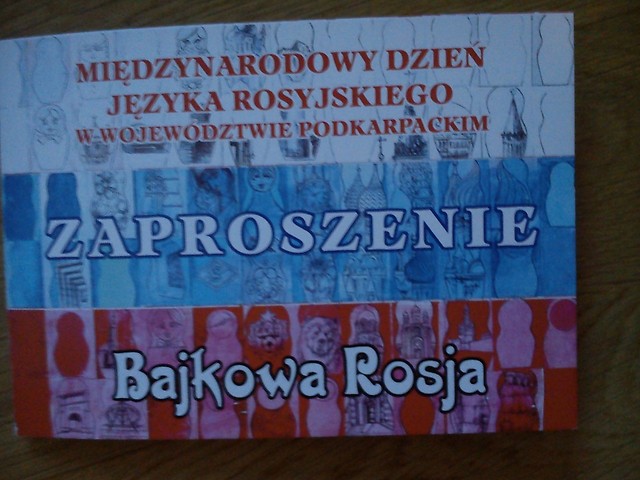 MIĘDZYNARODOWY DZIEŃ
JĘZYKA ROSYJSKIEGO
W WOJEWÓDZTWIE PODKARPACKIM
ZAPROSZENIE
Bajkowa Rosja